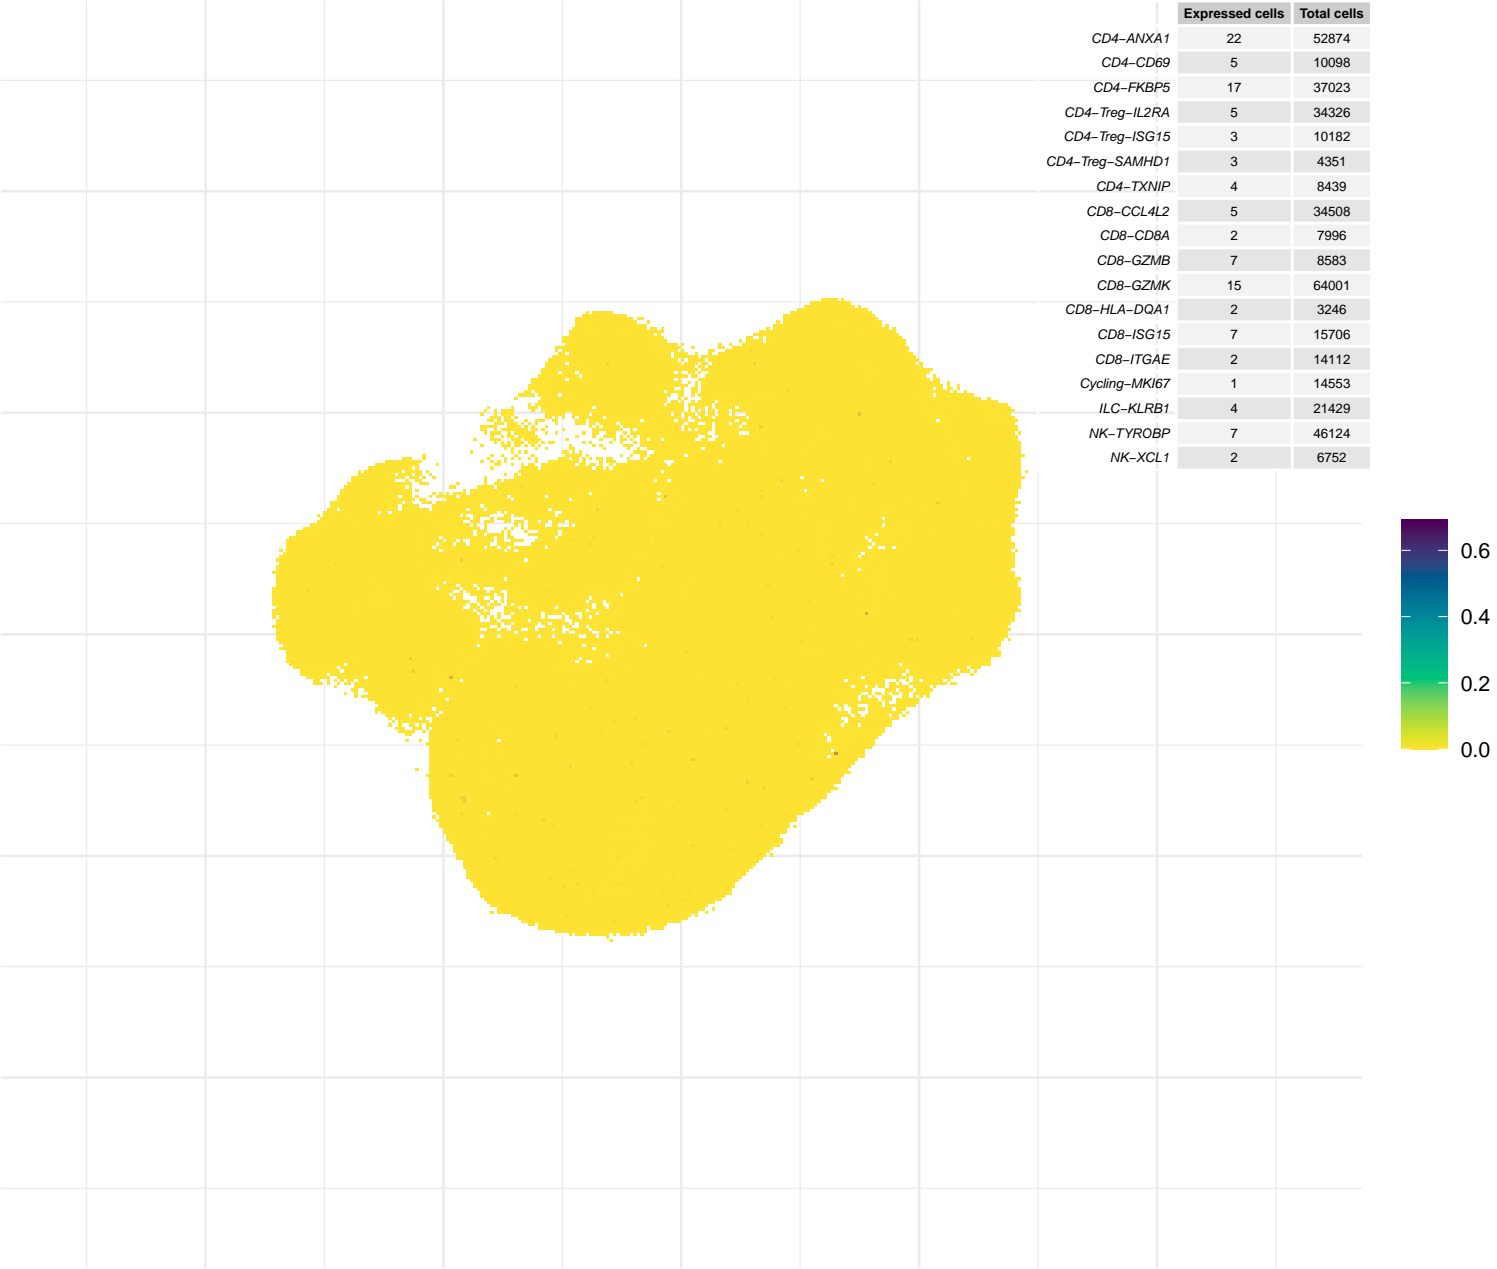 Expressed cells Total cells
CD4−ANXA1 22 52874
CD4−CD69 5 10098
CD4−FKBP5 17 37023
CD4−Treg−IL2RA 5 34326
CD4−Treg−ISG15 3 10182
CD4−Treg−SAMHD1 3 4351
CD4−TXNIP 4 8439
CD8−CCL4L2 5 34508
CD8−CD8A 2 7996
CD8−GZMB 7 8583
CD8−GZMK 15 64001
CD8−HLA−DQA1 2 3246
CD8−ISG15 7 15706
CD8−ITGAE 2 14112
Cycling−MKI67 1 14553
ILC−KLRB1 4 21429
NK−TYROBP 7 46124
NK−XCL1 2 6752
0.6
0.4
0.2
0.0